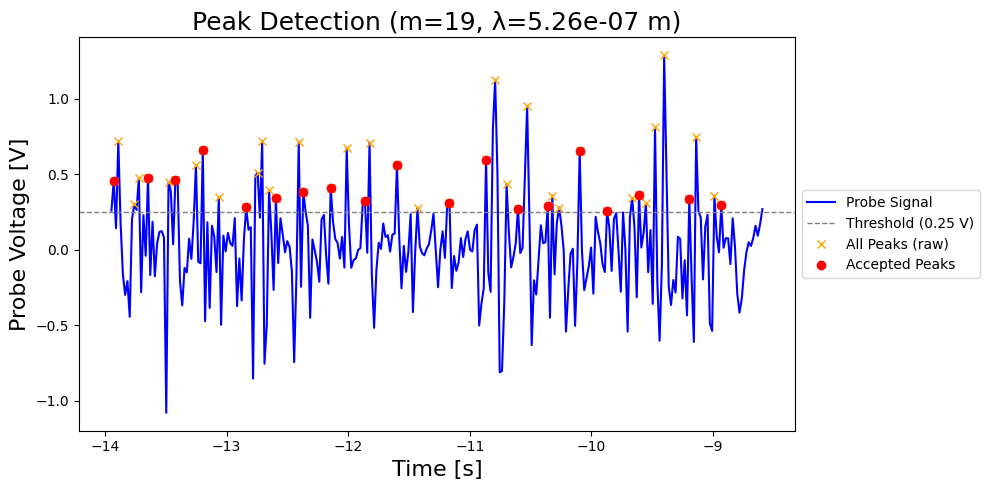 Peak Detection (m=19, λ=5.26e-07 m)
Probe Voltage [V]
1.0
0.5
0.0
−0.5
−1.0
−14
−13
−12
−11
−10
−9
Time [s]
Probe Signal
Threshold (0.25 V)
All Peaks (raw)
Accepted Peaks